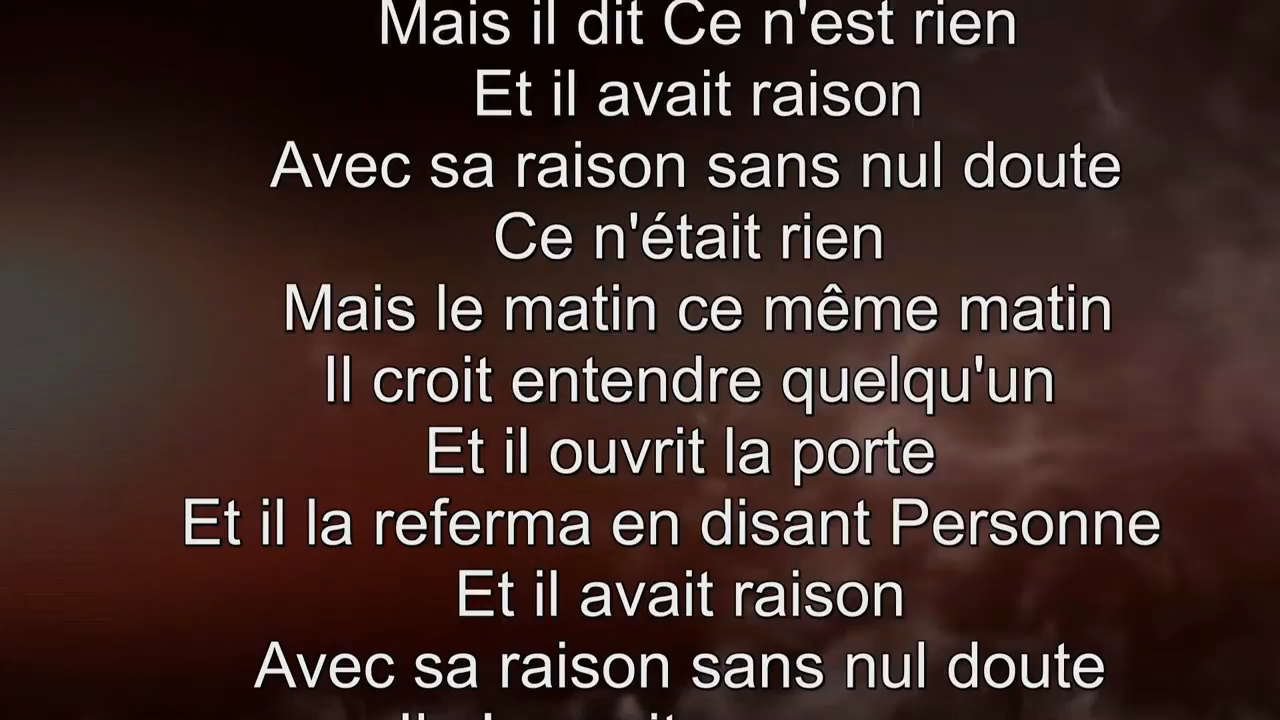 Mais il dit Ce n'est rien
Et il avait raison
Avec sa raison sans nul doute
Ce n'était rien
Mais le matin ce même matin
Il croit entendre quelqu'un
Et il ouvrit la porte
Et il la referma en disant Personne
Et il avait raison
Avec sa raison sans nul doute